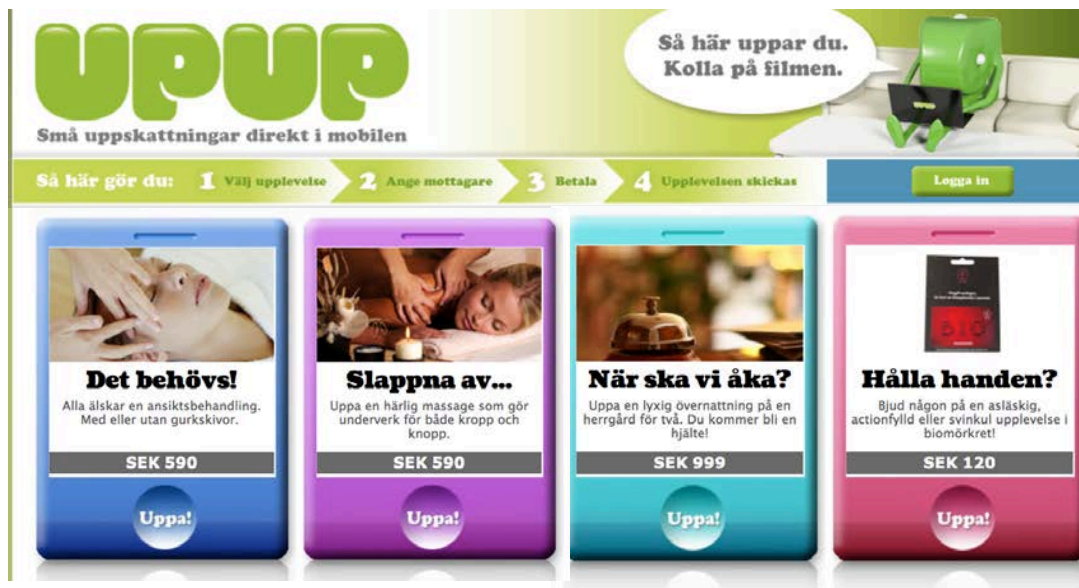 UPUP
Små uppskattningar direkt i mobilen
Så här uppar du.
Kolla på filmen.
Så här gör du: 1 Välj upplevelse 2 Ange mottagare 3 Betala 4 Upplevelsen skickas
Logga in
Det behövs!
Alla älskar en ansiktsbehandling.
Med eller utan gurkskivor.
SEK 590
Uppa!
Slappna av...
Uppa en härlig massage som gör
underverk för både kropp och
knopp.
SEK 590
Uppa!
När ska vi åka?
Uppa en lyxig övernattning på en
herrgård för två. Du kommer bli en
hjälte!
SEK 999
Uppa!
BIO
Hålla handen?
Bjud någon på en asläskig,
actionfylld eller svinkul upplevelse i
biomörkret!
SEK 120
Uppa!